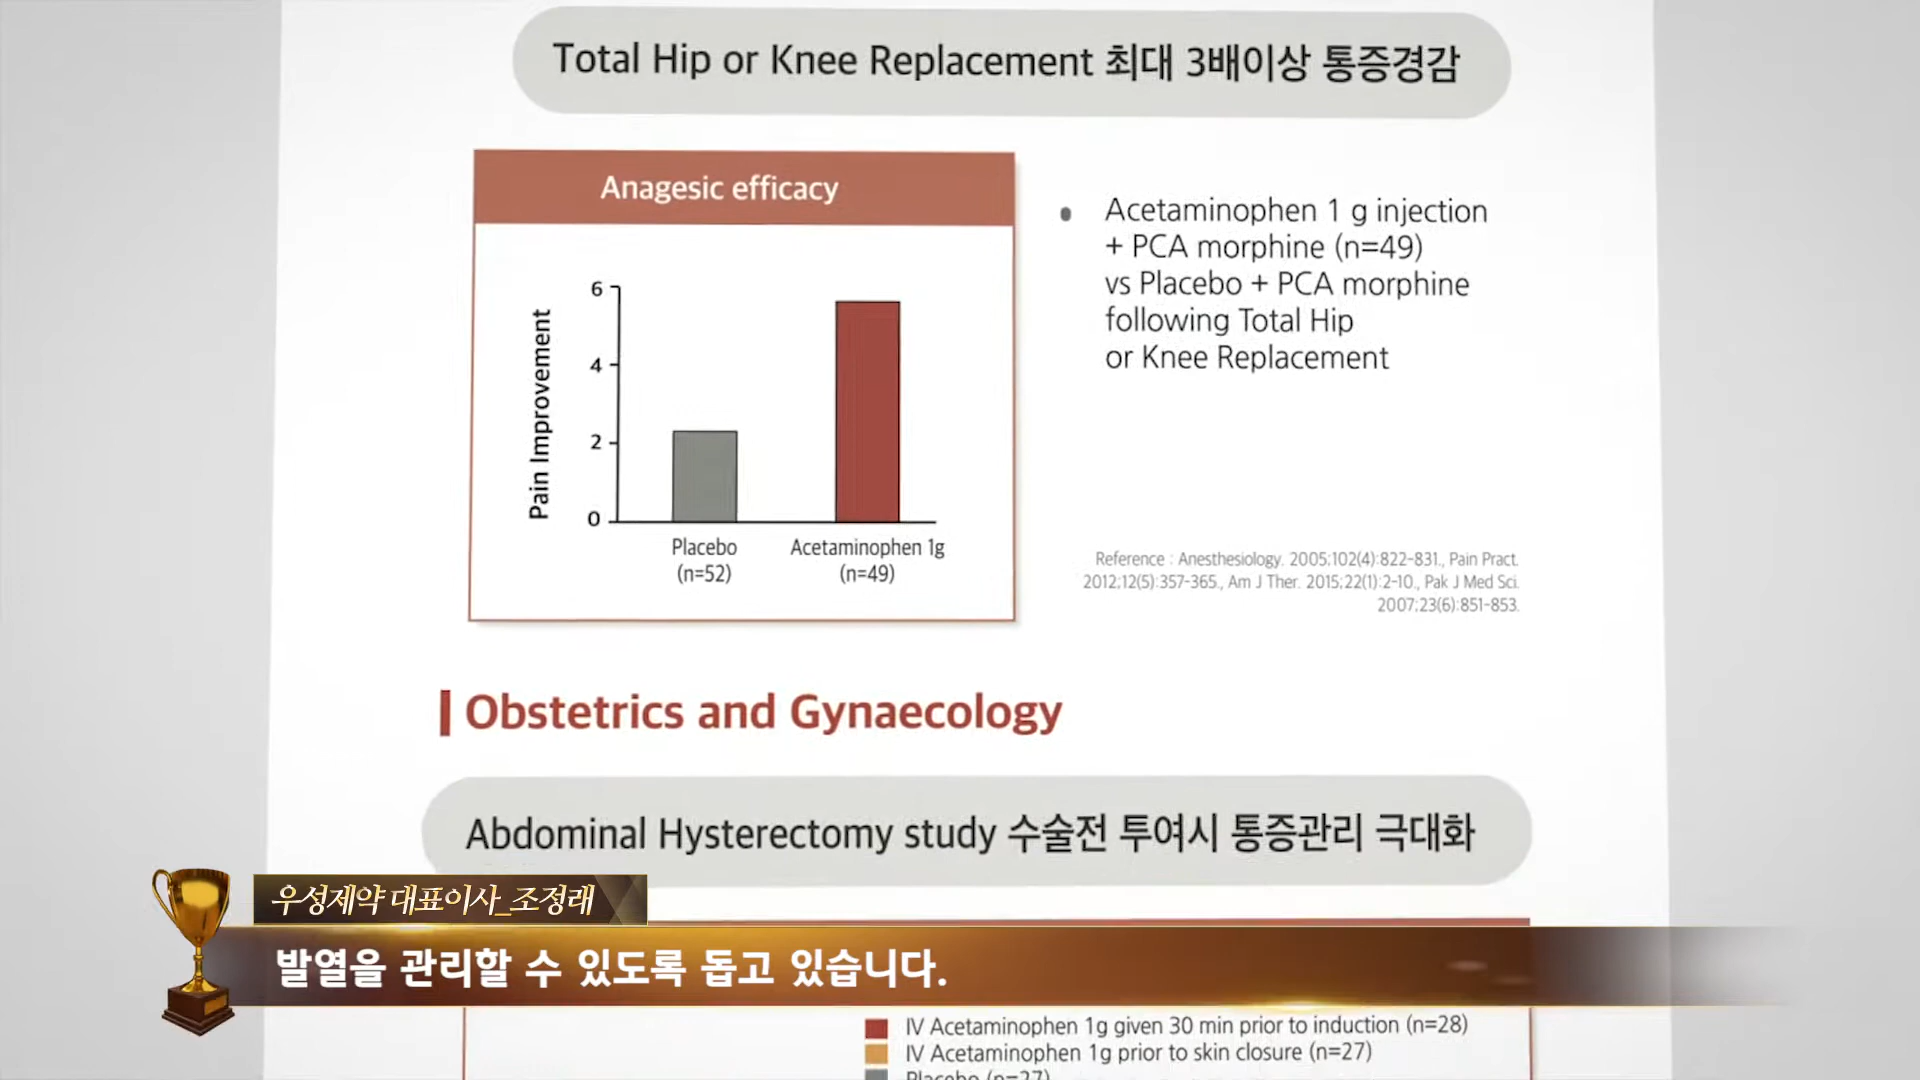 Total Hip or Knee Replacement 최대 3배이상 통증경감
Anagesic efficacy
Pain Improvement
6
4
2
0
Placebo
(n=52)
Acetaminophen 1g
(n=49)
Acetaminophen 1 g injection
+ PCA morphine (n=49)
vs Placebo + PCA morphine
following Total Hip
or Knee Replacement
Reference : Anesthesiology. 2005;102(4):822-831., Pain Pract.
2012;12(5):357-365., Am J Ther. 2015;22(1):2-10., Pak J Med Sci.
2007;23(6):851-853.
Obstetrics and Gynaecology
Abdominal Hysterectomy study 수술전 투여시 통증관리 극대화
우성제약 대표이사_조정래
발열을 관리할 수 있도록 돕고 있습니다.
IV Acetaminophen 1g given 30 min prior to induction (n=28)
IV Acetaminophen 1g prior to skin closure (n=27)
Placebo (n=27)